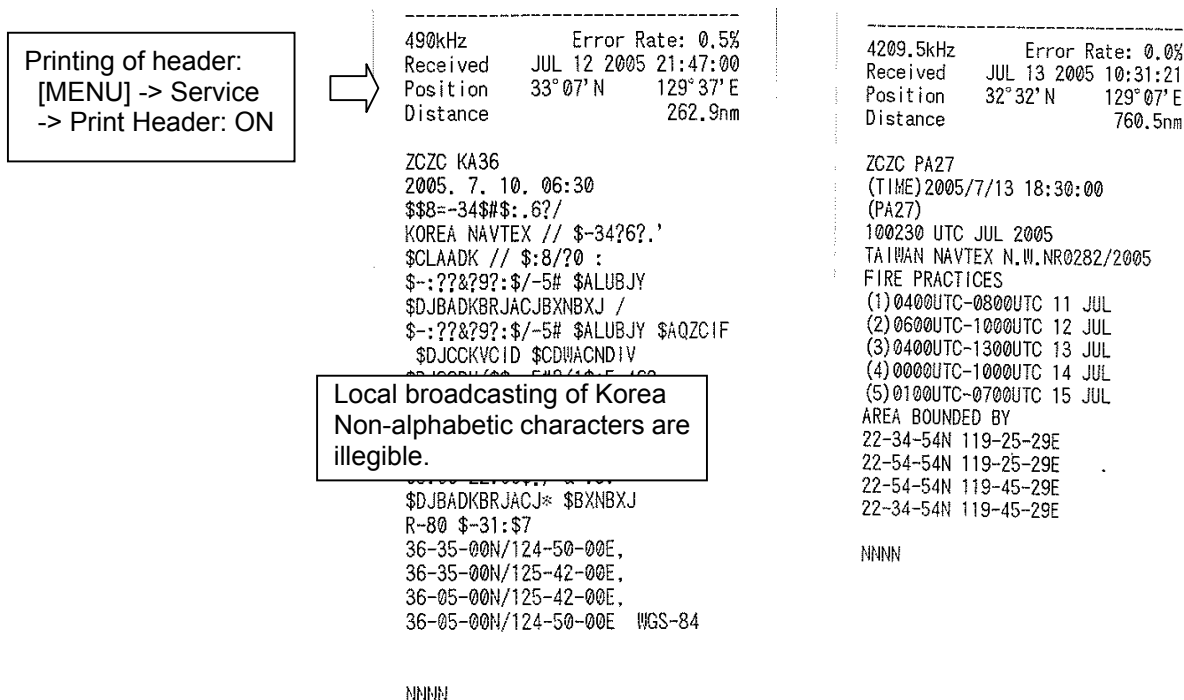 Printing of header:
[MENU] -> Service
-> Print Header: ON
490kHz Error Rate: 0.5%
Received JUL 12 2005 21:47:00
Position 33°07'N 129°37'E
Distance 262.9nm
ZCZC KA36
2005. 7. 10. 06:30
$$8=-34$#$:.6?/
KOREA NAVTEX // $-34?6?.'
$CLAADK // $:8/?0 :
$-:??&?9?:$/-5# $ALUBJY
$DJBADKBRJACJBXNBXJ /
$-:??&?9?:$/-5# $ALUBJY $AQZCIF
$DJCCKVCID $CDWACNDIV
Local broadcasting of Korea
Non-alphabetic characters are
illegible.
$DJBADKBRJACJ* $BXNBXJ
R-80 $-31:$7
36-35-00N/124-50-00E,
36-35-00N/125-42-00E,
36-05-00N/125-42-00E,
36-05-00N/124-50-00E WGS-84
NNNN
4209.5kHz Error Rate: 0.0%
Received JUL 13 2005 10:31:21
Position 32°32'N 129°07'E
Distance 760.5nm
ZCZC PA27
(TIME)2005/7/13 18:30:00
(PA27)
100230 UTC JUL 2005
TAIWAN NAVTEX N.W.NR0282/2005
FIRE PRACTICES
(1)0400UTC-0800UTC 11 JUL
(2)0600UTC-1000UTC 12 JUL
(3)0400UTC-1300UTC 13 JUL
(4)0000UTC-1000UTC 14 JUL
(5)0100UTC-0700UTC 15 JUL
AREA BOUNDED BY
22-34-54N 119-25-29E
22-54-54N 119-25-29E
22-54-54N 119-45-29E
22-34-54N 119-45-29E
NNNN